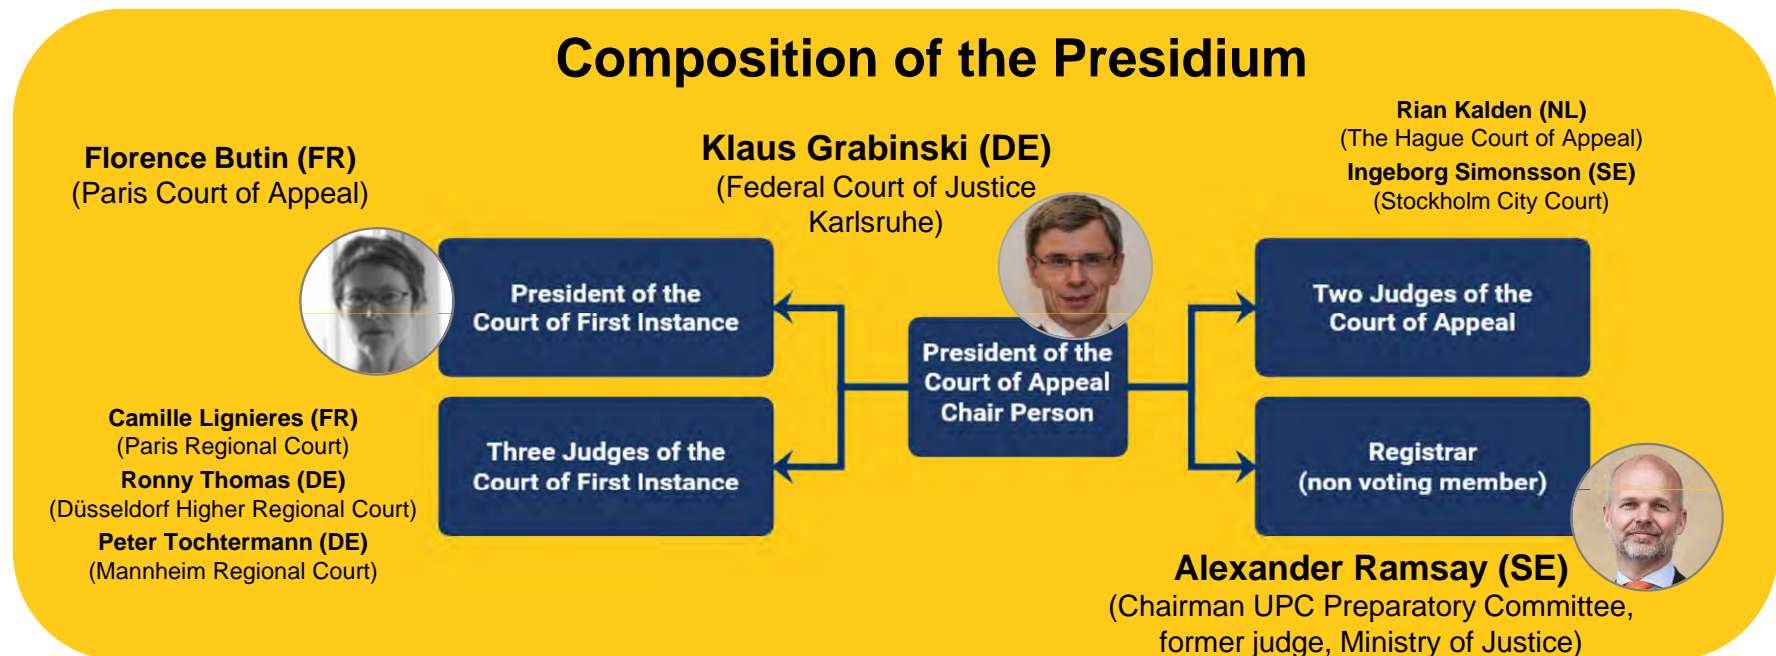 Composition of the Presidium
Florence Butin (FR)
(Paris Court of Appeal)
Klaus Grabinski (DE)
(Federal Court of Justice
Karlsruhe)
Rian Kalden (NL)
(The Hague Court of Appeal)
Ingeborg Simonsson (SE)
(Stockholm City Court)
President of the
Court of First Instance
President of the
Court of Appeal
Chair Person
Two Judges of the
Court of Appeal
Camille Lignieres (FR)
(Paris Regional Court)
Ronny Thomas (DE)
(Düsseldorf Higher Regional Court)
Peter Tochtermann (DE)
(Mannheim Regional Court)
Three Judges of the
Court of First Instance
Registrar
(non voting member)
Alexander Ramsay (SE)
(Chairman UPC Preparatory Committee,
former judge, Ministry of Justice)